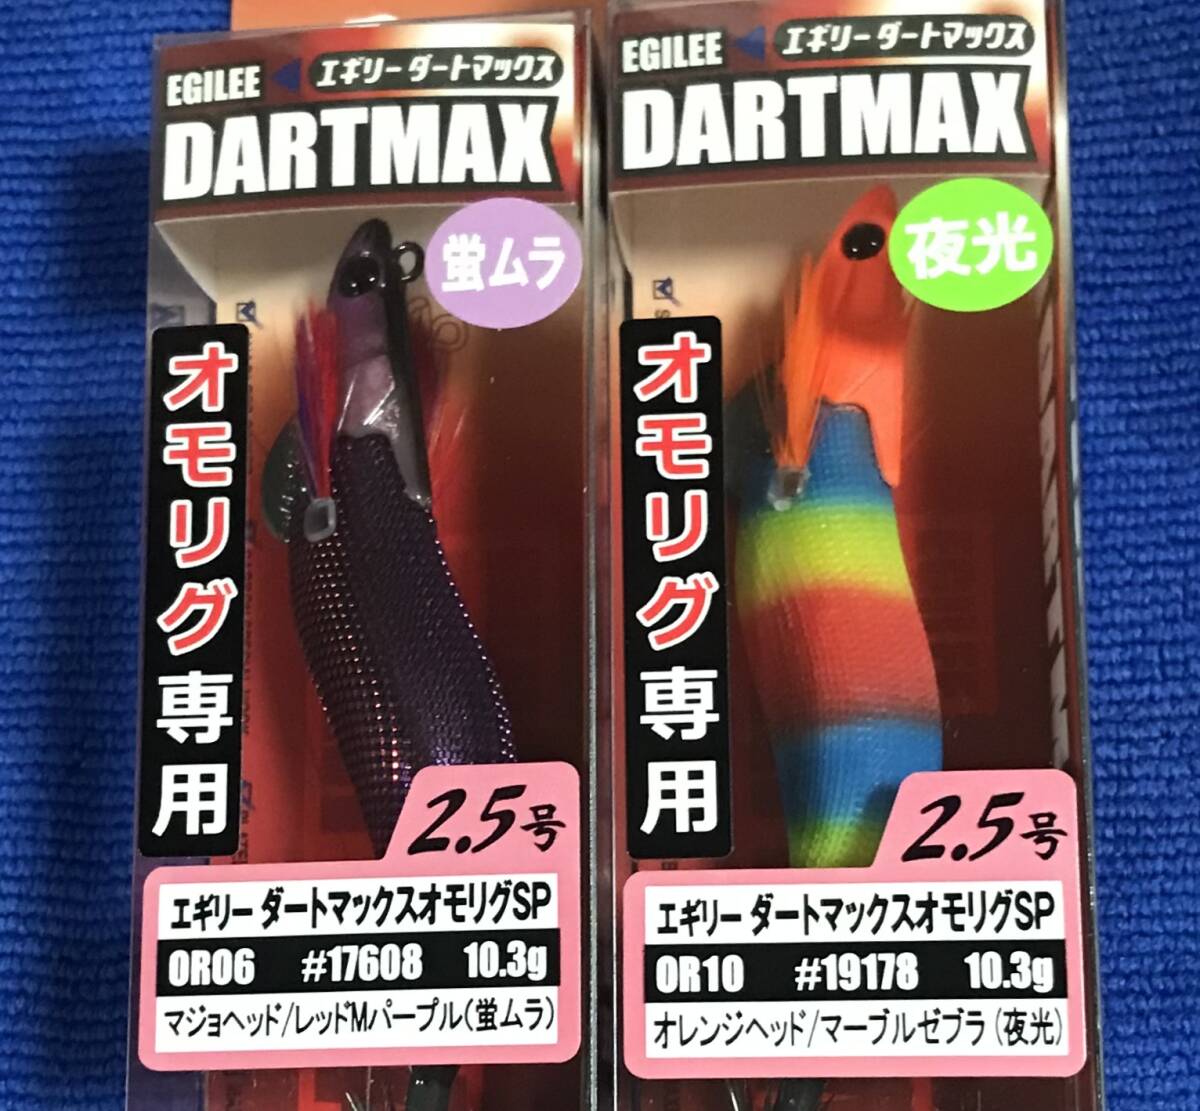 EGILEE エギリー ダートマックス
DARTMAX
蛍ムラ
オモリグ専用
2.5号
エギリー ダートマックスオモリグSP
OR06 #17608 10.3g
マジョヘッド/レッドMパープル(蛍ムラ)
EGILEE エギリー ダートマックス
DARTMAX
夜光
オモリグ専用
2.5号
エギリー ダートマックスオモリグSP
OR10 #19178 10.3g
オレンジヘッド/マーブルゼブラ(夜光)